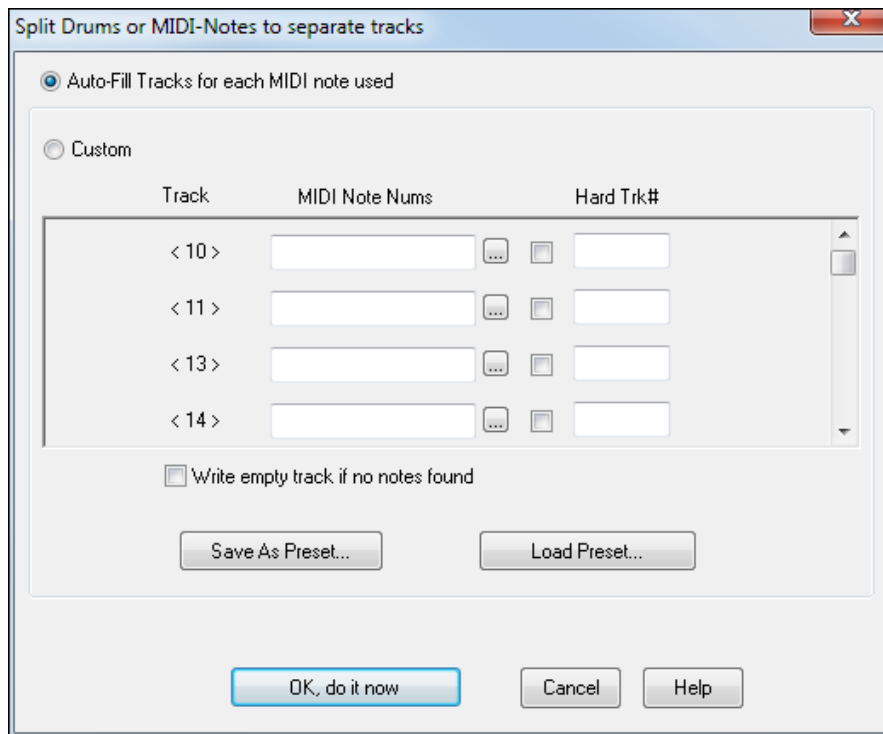 Split Drums or MIDI-Notes to separate tracks
Auto-Fill Tracks for each MIDI note used
Custom
Track MIDI Note Nums Hard Trk#
< 10 > ...
< 11 > ...
< 13 > ...
< 14 > ...
Write empty track if no notes found
Save As Preset... Load Preset...
OK, do it now Cancel Help